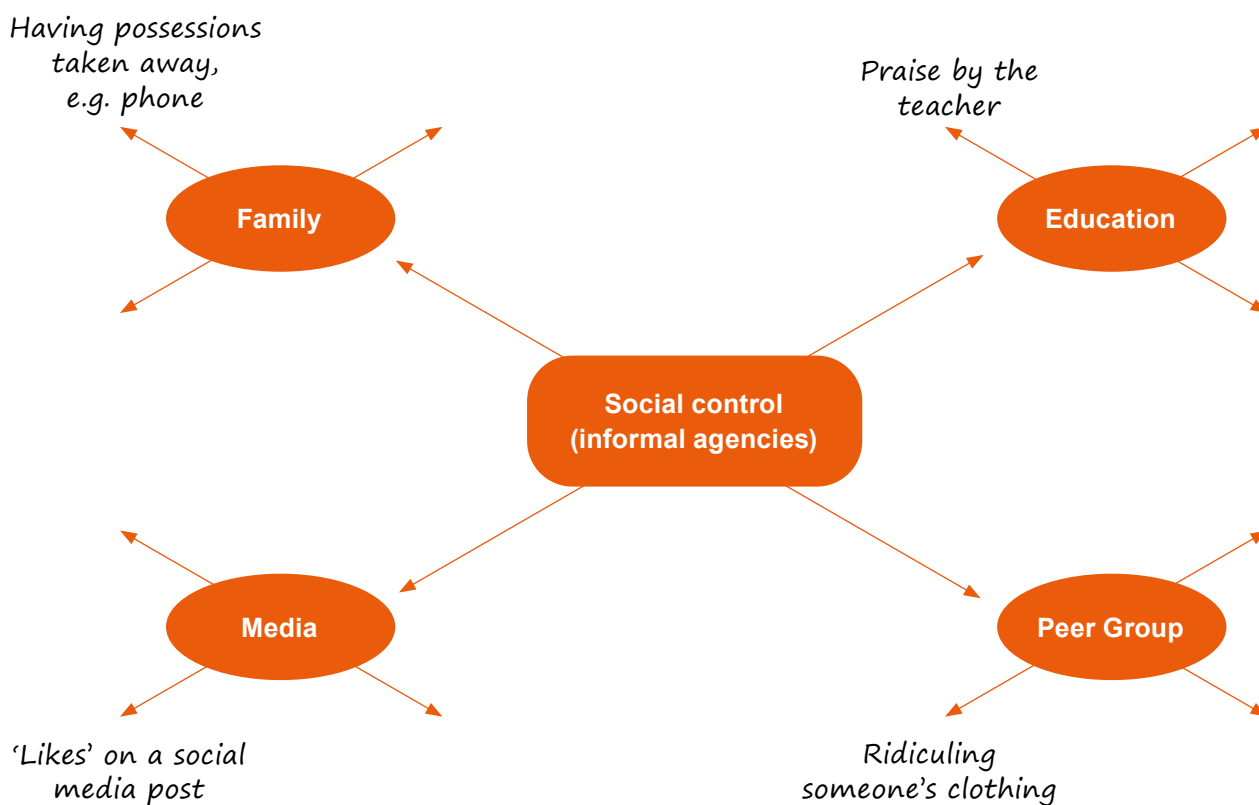 Having possessions
taken away,
e.g. phone
Praise by the
teacher
Family
Education
Social control
(informal agencies)
Media
Peer Group
‘Likes’ on a social
media post
Ridiculing
someone’s clothing